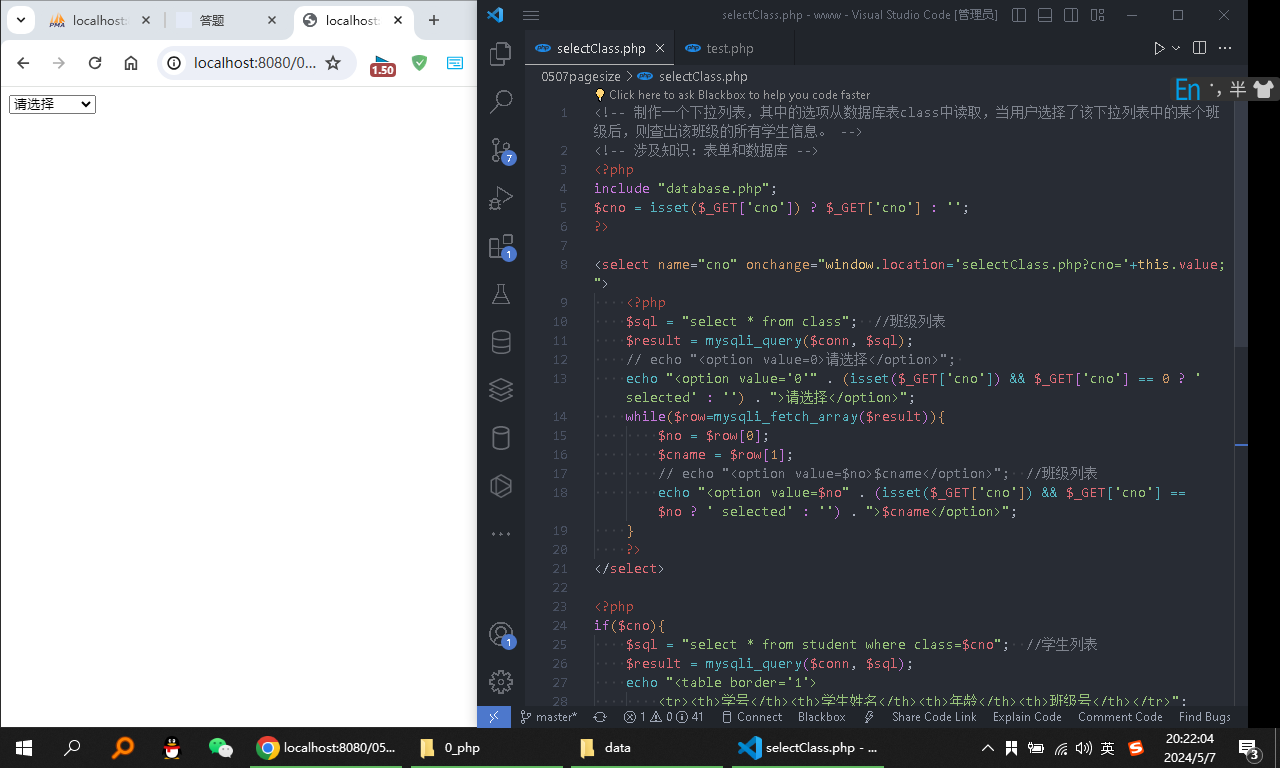 localhost:
答题
localhost:
localhost:8080/0...
1.50
请选择
selectClass.php - www - Visual Studio Code [管理员]
selectClass.php
test.php
0507pagesize > selectClass.php
En
半
Click here to ask Blackbox to help you code faster
1 <!-- 制作一个下拉列表，其中的选项从数据库表class中读取，当用户选择了该下拉列表中的某个班
级后，则查出该班级的所有学生信息。 -->
2 <!-- 涉及知识：表单和数据库 -->
3 <?php
4 include "database.php";
5 $cno = isset($_GET['cno']) ? $_GET['cno'] : '';
6 ?>
7
8 <select name="cno" onchange="window.location='selectClass.php?cno='+this.value;
">
9 <?php
10 $sql = "select * from class"; //班级列表
11 $result = mysqli_query($conn, $sql);
12 // echo "<option value=0>请选择</option>";
13 echo "<option value='0'" . (isset($_GET['cno']) && $_GET['cno'] == 0 ? '
selected' : '') . ">请选择</option>";
14 while($row=mysqli_fetch_array($result)){
15 $no = $row[0];
16 $cname = $row[1];
17 // echo "<option value=$no>$cname</option>"; //班级列表
18 echo "<option value=$no" . (isset($_GET['cno']) && $_GET['cno'] ==
$no ? ' selected' : '') . ">$cname</option>";
19 }
20 ?>
21 </select>
22
23 <?php
24 if($cno){
25 $sql = "select * from student where class=$cno"; //学生列表
26 $result = mysqli_query($conn, $sql);
27 echo "<table border='1'>
<tr><th>学号</th><th>学生姓名</th><th>年龄</th><th>班级号</th></tr>";
7
1
1
master* 1 0 41 Connect Blackbox Share Code Link Explain Code Comment Code Find Bugs
localhost:8080/05...
0_php
data
selectClass.php - ...
英
20:22:04
2024/5/7
3